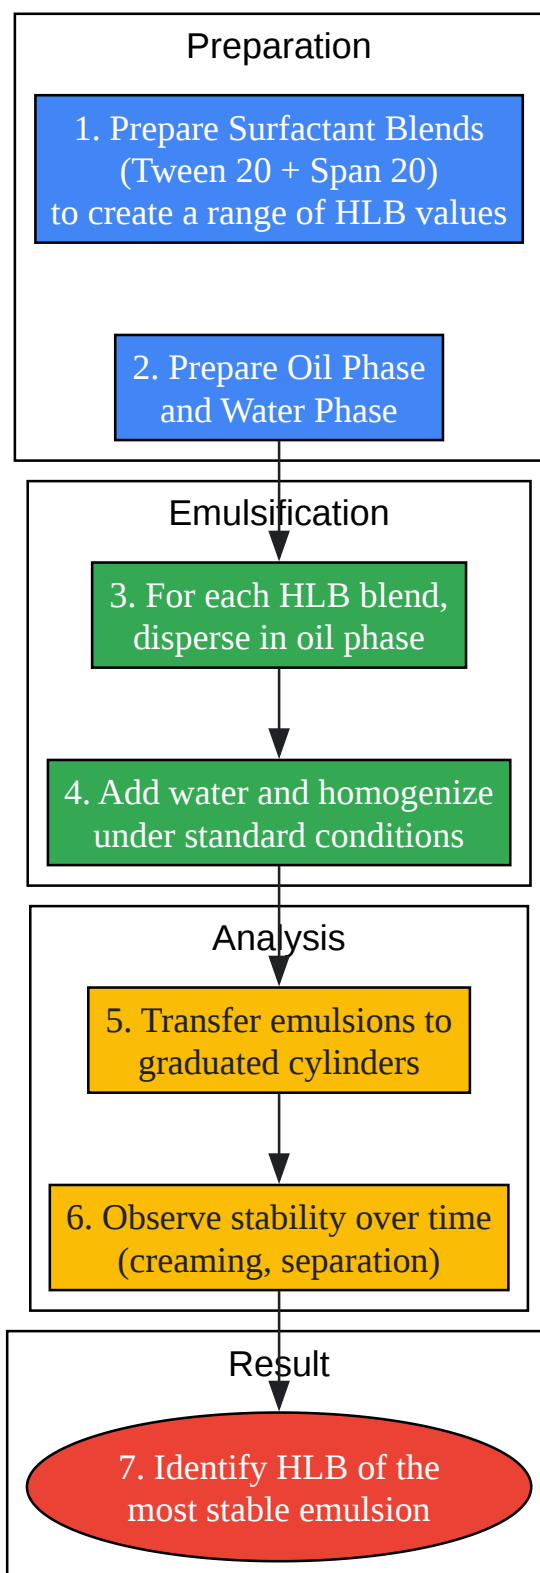 Preparation
1. Prepare Surfactant Blends
(Tween 20 + Span 20)
to create a range of HLB values
2. Prepare Oil Phase
and Water Phase
Emulsification
3. For each HLB blend,
disperse in oil phase
4. Add water and homogenize
under standard conditions
Analysis
5. Transfer emulsions to
graduated cylinders
6. Observe stability over time
(creaming, separation)
Result
7. Identify HLB of the
most stable emulsion